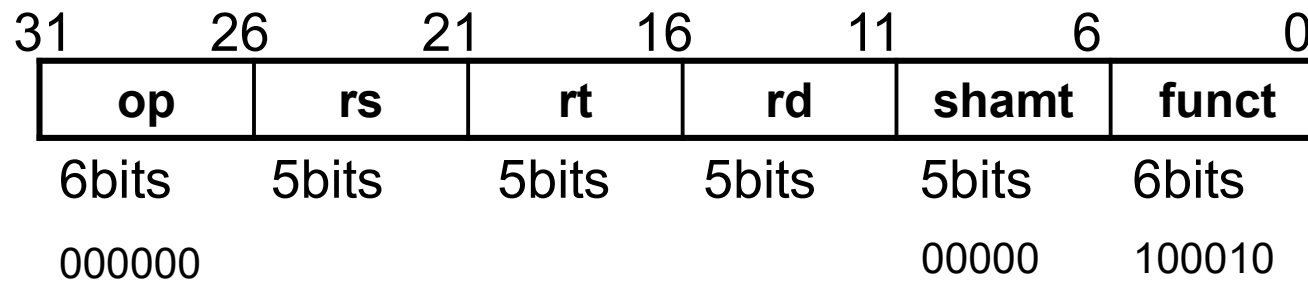 31 26 21 16 11 6 0
op rs rt rd shamt funct
6bits 5bits 5bits 5bits 5bits 6bits
000000 00000 100010